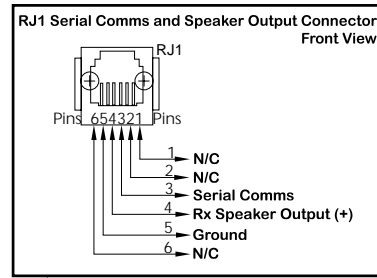 RJ1 Serial Comms and Speaker Output Connector
Front View
RJ1
Pins 654321 Pins
1 N/C
2 N/C
3 Serial Comms
4 Rx Speaker Output (+)
5 Ground
6 N/C